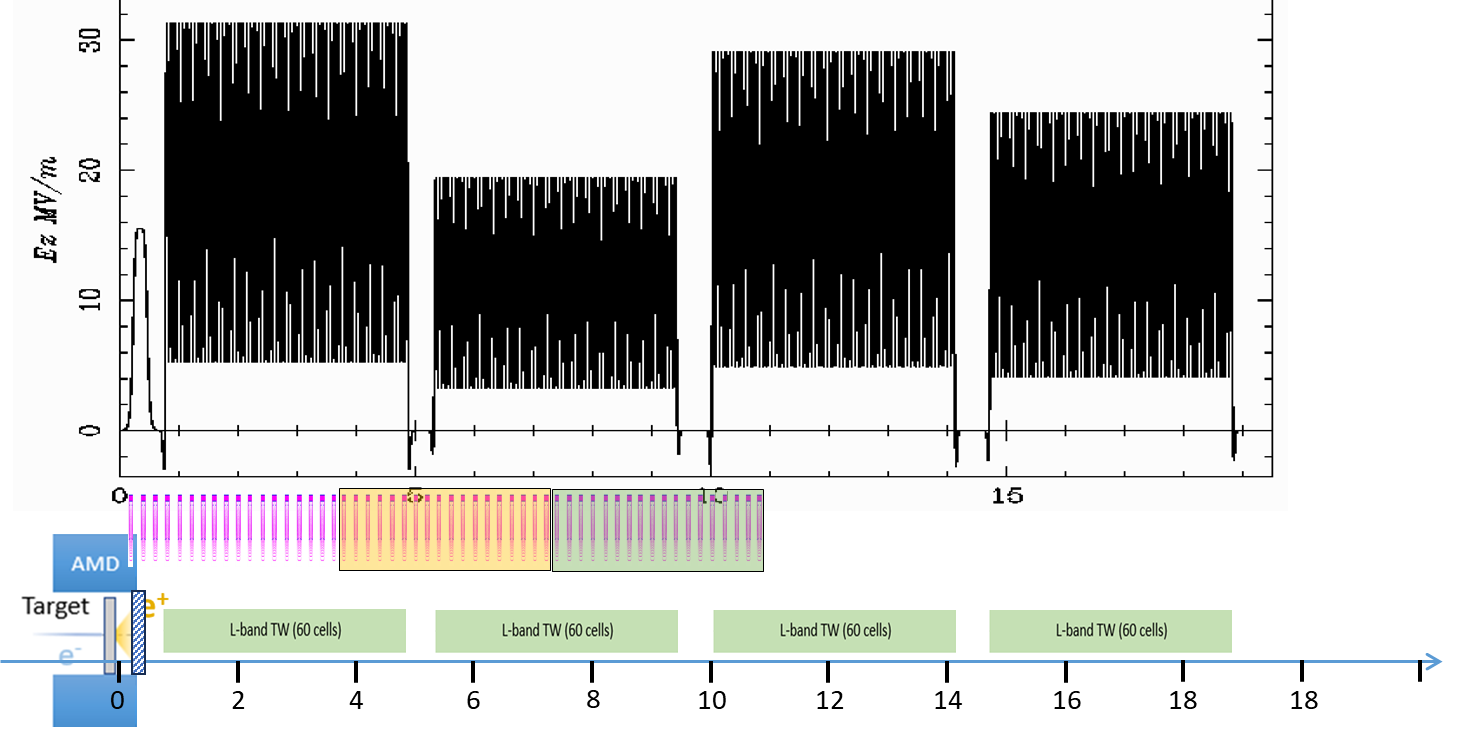 30
20
10
0
Ez MV/m
0 5 10 15
AMD
Target
e+
e-
L-band TW (60 cells) L-band TW (60 cells) L-band TW (60 cells) L-band TW (60 cells)
0 2 4 6 8 10 12 14 16 18 18